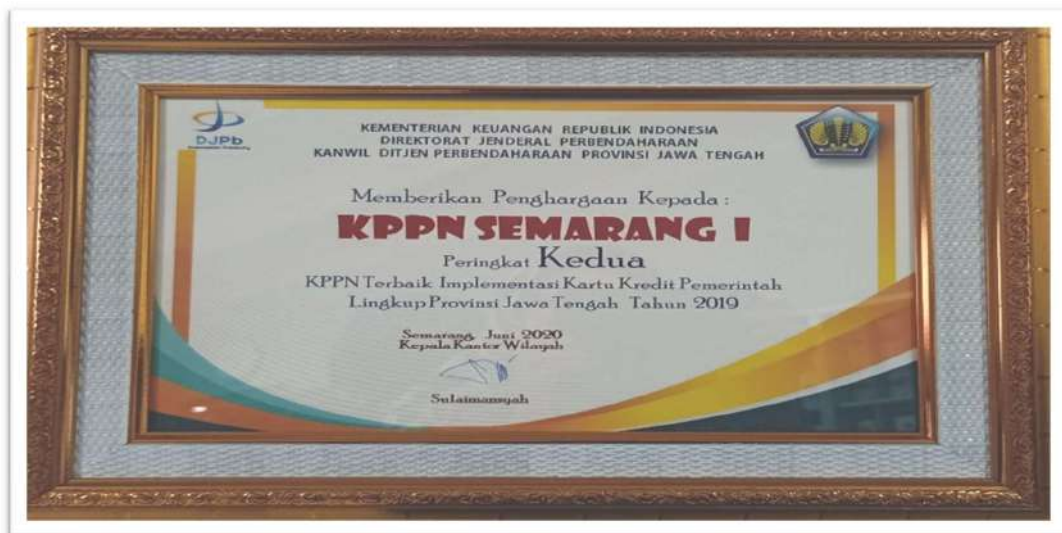 DJPb
KEMENTERIAN KEUANGAN REPUBLIK INDONESIA
DIREKTORAT JENDERAL PERBENDAHARAAN
KANWIL DITJEN PERBENDAHARAAN PROVINSI JAWA TENGAH
Memberikan Penghargaan Kepada :
KPPN SEMARANG I
Peringkat Kedua
KPPN Terbaik Implementasi Kartu Kredit Pemerintah
Lingkup Provinsi Jawa Tengah Tahun 2019
Semarang, Juni 2020
Kepala Kantor Wilayah
Sulaimansyah